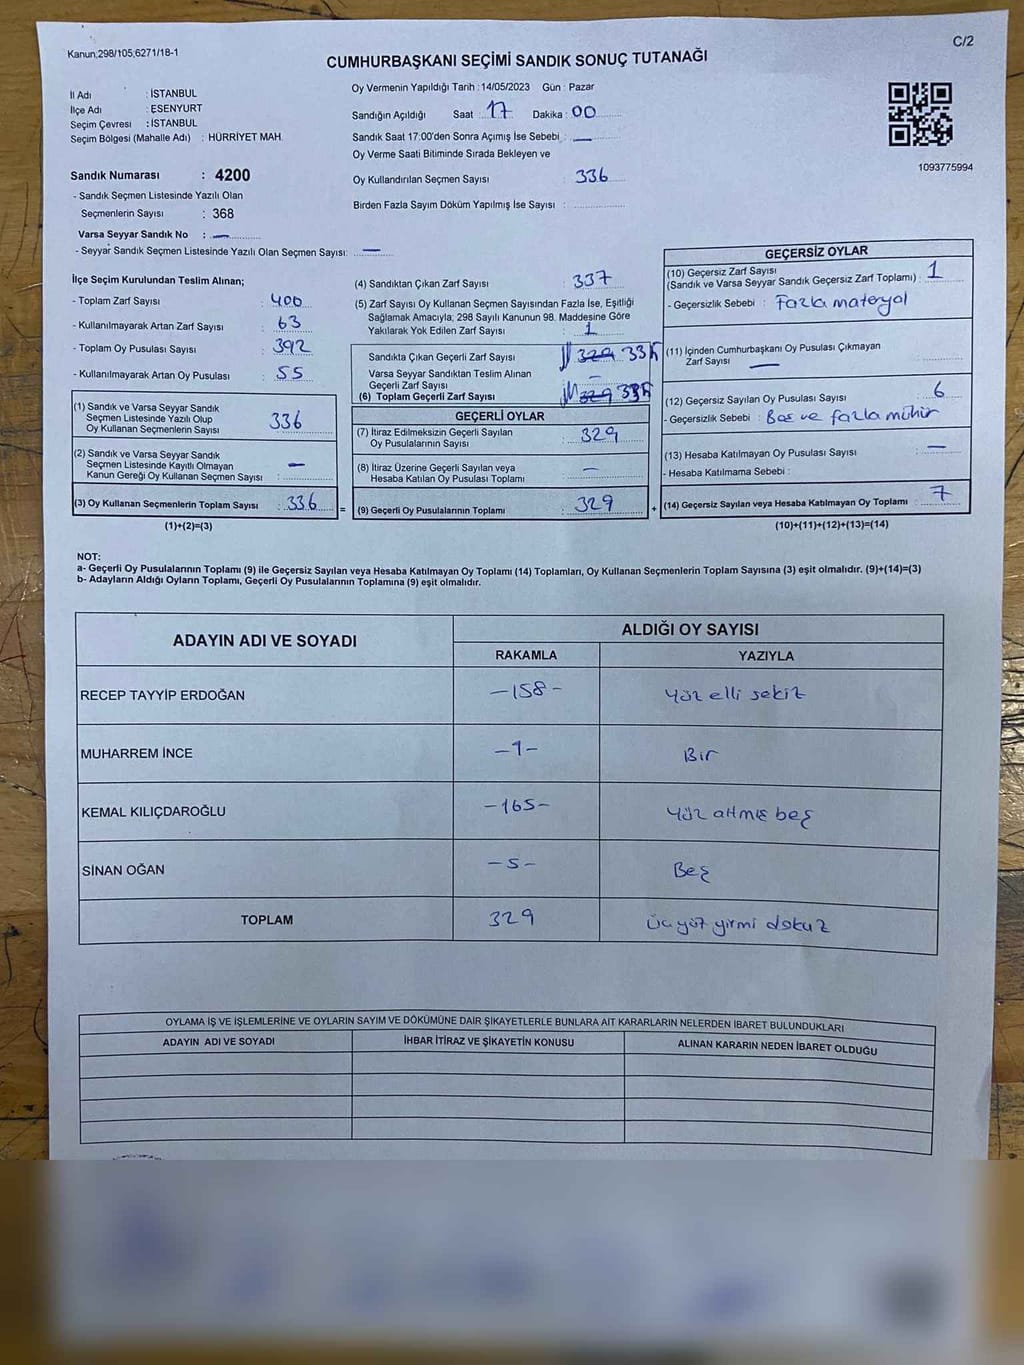 Kanun;298/105,6271/18-1
C/2
CUMHURBAŞKANI SEÇİMİ SANDIK SONUÇ TUTANAĞI
İl Adı : İSTANBUL
İlçe Adı : ESENYURT
Seçim Çevresi : İSTANBUL
Seçim Bölgesi (Mahalle Adı) : HÜRRİYET MAH.
Sandık Numarası : 4200
- Sandık Seçmen Listesinde Yazılı Olan
Seçmenlerin Sayısı : 368
Varsa Seyyar Sandık No : —
- Seyyar Sandık Seçmen Listesinde Yazılı Olan Seçmen Sayısı: —
Oy Vermenin Yapıldığı Tarih : 14/05/2023 Gün : Pazar
Sandığın Açıldığı Saat : 17 Dakika : 00
Sandık Saat 17:00'den Sonra Açımış İse Sebebi : —
Oy Verme Saati Bitiminde Sırada Bekleyen ve
Oy Kullandırılan Seçmen Sayısı : 336
Birden Fazla Sayım Döküm Yapılmış İse Sayısı :
1093775994
İlçe Seçim Kurulundan Teslim Alınan;
- Toplam Zarf Sayısı : 400
- Kullanılmayarak Artan Zarf Sayısı : 63
- Toplam Oy Pusulası Sayısı : 392
- Kullanılmayarak Artan Oy Pusulası : 55
(1) Sandık ve Varsa Seyyar Sandık
Seçmen Listesinde Yazılı Olup
Oy Kullanan Seçmenlerin Sayısı : 336
(2) Sandık ve Varsa Seyyar Sandık
Seçmen Listesinde Kayıtlı Olmayan
Kanun Gereği Oy Kullanan Seçmen Sayısı : —
(3) Oy Kullanan Seçmenlerin Toplam Sayısı : 336 =
(1)+(2)=(3)
(4) Sandıktan Çıkan Zarf Sayısı : 337
(5) Zarf Sayısı Oy Kullanan Seçmen Sayısından Fazla İse, Eşitliği
Sağlamak Amacıyla; 298 Sayılı Kanunun 98. Maddesine Göre
Yakılarak Yok Edilen Zarf Sayısı : 1
Sandıkta Çıkan Geçerli Zarf Sayısı : 329
Varsa Seyyar Sandıktan Teslim Alınan
Geçerli Zarf Sayısı : —
(6) Toplam Geçerli Zarf Sayısı : 329
GEÇERLİ OYLAR
(7) İtiraz Edilmeksizin Geçerli Sayılan
Oy Pusulalarının Sayısı : 329
(8) İtiraz Üzerine Geçerli Sayılan veya
Hesaba Katılan Oy Pusulası Toplamı : —
(9) Geçerli Oy Pusulalarının Toplamı : 329 +
GEÇERSİZ OYLAR
(10) Geçersiz Zarf Sayısı
(Sandık ve Varsa Seyyar Sandık Geçersiz Zarf Toplamı) : 1
- Geçersizlik Sebebi : Fazla materyal
(11) İçinden Cumhurbaşkanı Oy Pusulası Çıkmayan
Zarf Sayısı : —
(12) Geçersiz Sayılan Oy Pusulası Sayısı : 6
- Geçersizlik Sebebi : Boş ve fazla mühür
(13) Hesaba Katılmayan Oy Pusulası Sayısı : —
- Hesaba Katılmama Sebebi :
(14) Geçersiz Sayılan veya Hesaba Katılmayan Oy Toplamı : 7
(10)+(11)+(12)+(13)=(14)
NOT:
a- Geçerli Oy Pusulalarının Toplamı (9) ile Geçersiz Sayılan veya Hesaba Katılmayan Oy Toplamı (14) Toplamları, Oy Kullanan Seçmenlerin Toplam Sayısına (3) eşit olmalıdır. (9)+(14)=(3)
b- Adayların Aldığı Oyların Toplamı, Geçerli Oy Pusulalarının Toplamına (9) eşit olmalıdır.
ADAYIN ADI VE SOYADI ALDIĞI OY SAYISI
RAKAMLA YAZIYLA
RECEP TAYYİP ERDOĞAN -158- Yüz elli sekiz
MUHARREM İNCE -1- Bir
KEMAL KILIÇDAROĞLU -165- Yüz altmış beş
SİNAN OĞAN -5- Beş
TOPLAM 329 Üç yüz yirmi dokuz
OYLAMA İŞ VE İŞLEMLERİNE VE OYLARIN SAYIM VE DÖKÜMÜNE DAİR ŞİKAYETLERLE BUNLARA AİT KARARLARIN NELERDEN İBARET BULUNDUKLARI
ADAYIN ADI VE SOYADI İHBAR İTİRAZ VE ŞİKAYETİN KONUSU ALINAN KARARIN NEDEN İBARET OLDUĞU